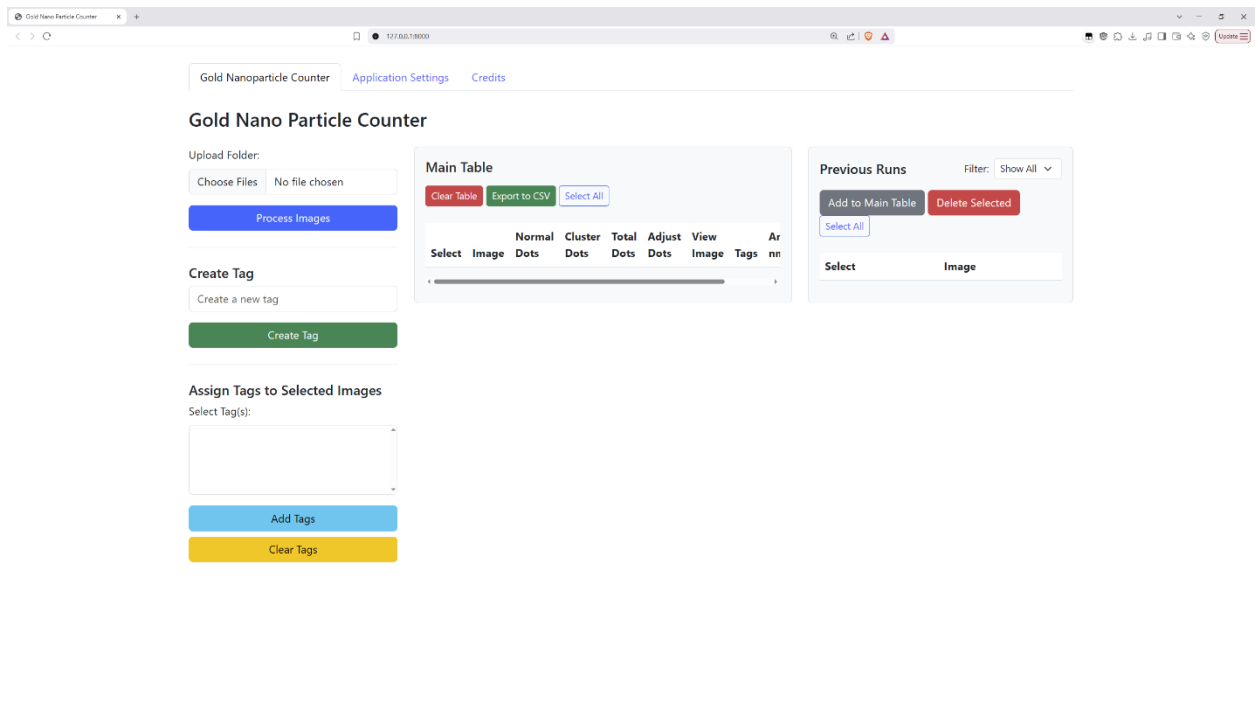 Gold Nano Particle Counter
127.0.0.1:8000
Update
Gold Nanoparticle Counter
Application Settings
Credits
Gold Nano Particle Counter
Upload Folder:
Choose Files No file chosen
Process Images
Create Tag
Create a new tag
Create Tag
Assign Tags to Selected Images
Select Tag(s):
Add Tags
Clear Tags
Main Table
Clear Table Export to CSV Select All
Normal Cluster Total Adjust View Ar
Select Image Dots Dots Dots Dots Image Tags nn
Previous Runs Filter: Show All
Add to Main Table Delete Selected
Select All
Select Image